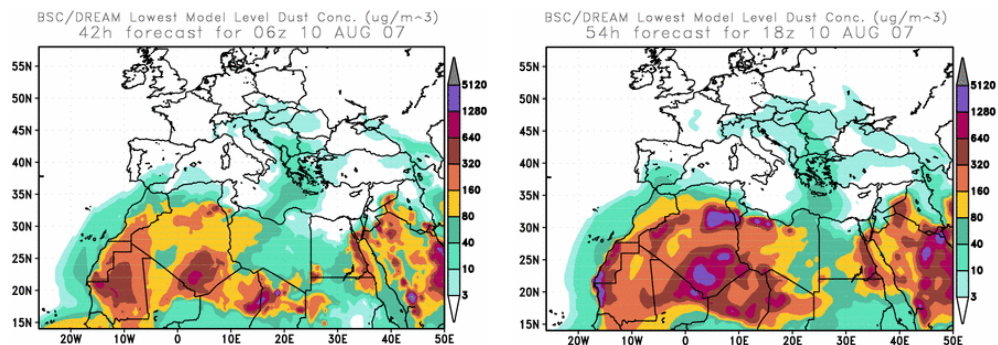 BSC/DREAM Lowest Model Level Dust Conc. (ug/m^3)
42h forecast for 06z 10 AUG 07
55N
50N
45N
40N
35N
30N
25N
20N
15N
20W
10W
0
10E
20E
30E
40E
50E
5120
1280
640
320
160
80
40
10
3
BSC/DREAM Lowest Model Level Dust Conc. (ug/m^3)
54h forecast for 18z 10 AUG 07
55N
50N
45N
40N
35N
30N
25N
20N
15N
20W
10W
0
10E
20E
30E
40E
50E
5120
1280
640
320
160
80
40
10
3